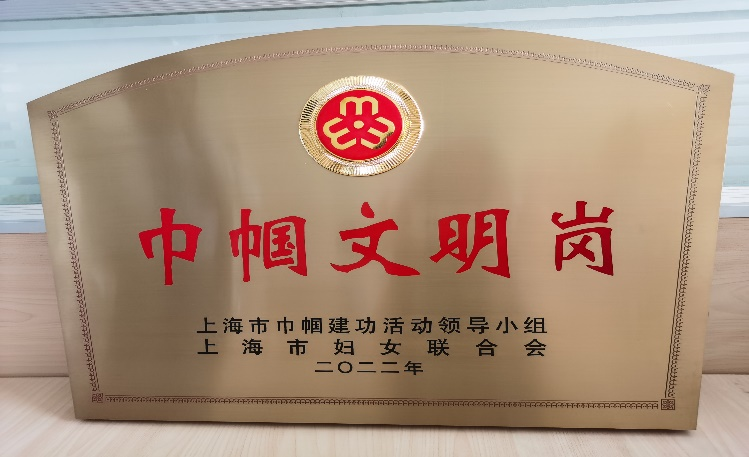 巾帼文明岗
上海市巾帼建功活动领导小组
上海市妇女联合会
二〇二二年